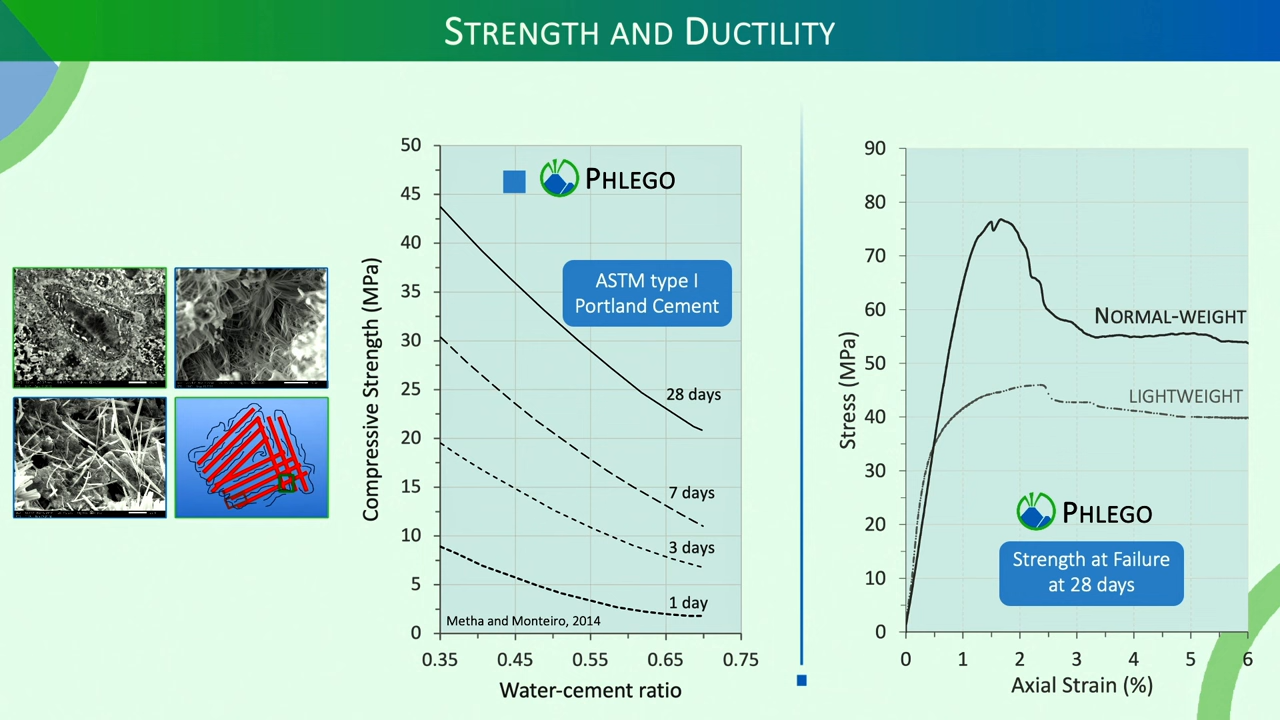 STRENGTH AND DUCTILITY
50
45
40
35
30
25
20
15
10
5
0
Compressive Strength (MPa)
PHLEGO
ASTM type I
Portland Cement
28 days
7 days
3 days
1 day
Metha and Monteiro, 2014
0.35 0.45 0.55 0.65 0.75
Water-cement ratio
90
80
70
60
50
40
30
20
10
0
Stress (MPa)
NORMAL-WEIGHT
LIGHTWEIGHT
PHLEGO
Strength at Failure
at 28 days
0 1 2 3 4 5 6
Axial Strain (%)